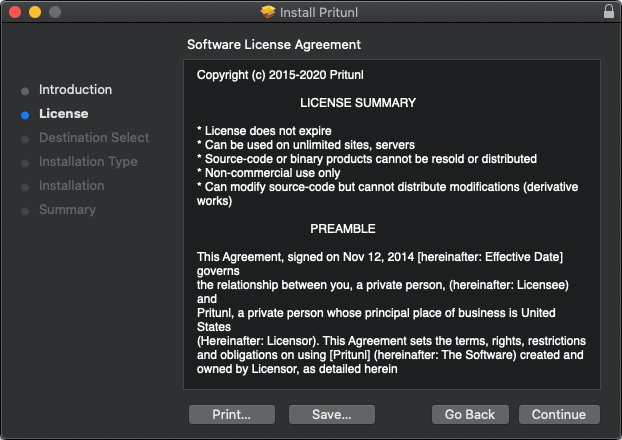 Install Pritunl
Software License Agreement
Introduction
License
Destination Select
Installation Type
Installation
Summary
Copyright (c) 2015-2020 Pritunl
LICENSE SUMMARY
* License does not expire
* Can be used on unlimited sites, servers
* Source-code or binary products cannot be resold or distributed
* Non-commercial use only
* Can modify source-code but cannot distribute modifications (derivative
works)
PREAMBLE
This Agreement, signed on Nov 12, 2014 [hereinafter: Effective Date]
governs
the relationship between you, a private person, (hereinafter: Licensee)
and
Pritunl, a private person whose principal place of business is United
States
(Hereinafter: Licensor). This Agreement sets the terms, rights, restrictions
and obligations on using [Pritunl] (hereinafter: The Software) created and
owned by Licensor, as detailed herein
Print...
Save...
Go Back
Continue